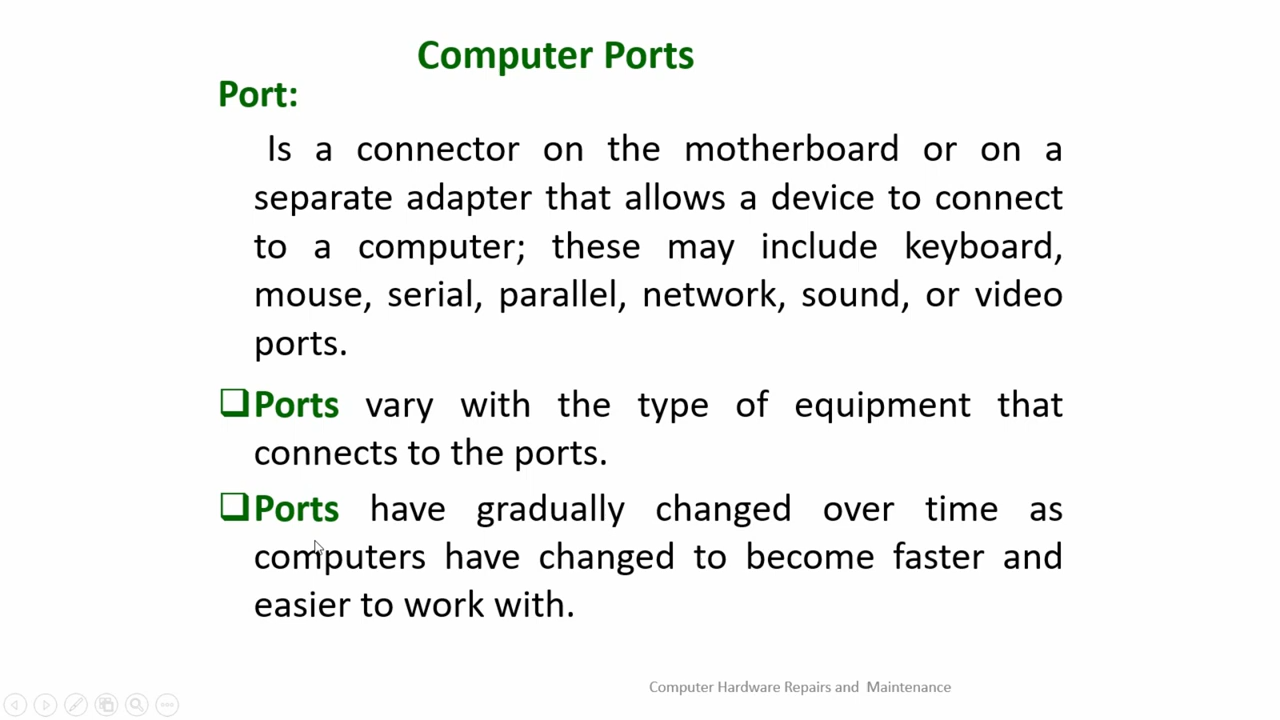 Computer Ports
Port:
Is a connector on the motherboard or on a
separate adapter that allows a device to connect
to a computer; these may include keyboard,
mouse, serial, parallel, network, sound, or video
ports.
Ports vary with the type of equipment that
connects to the ports.
Ports have gradually changed over time as
computers have changed to become faster and
easier to work with.
Computer Hardware Repairs and Maintenance